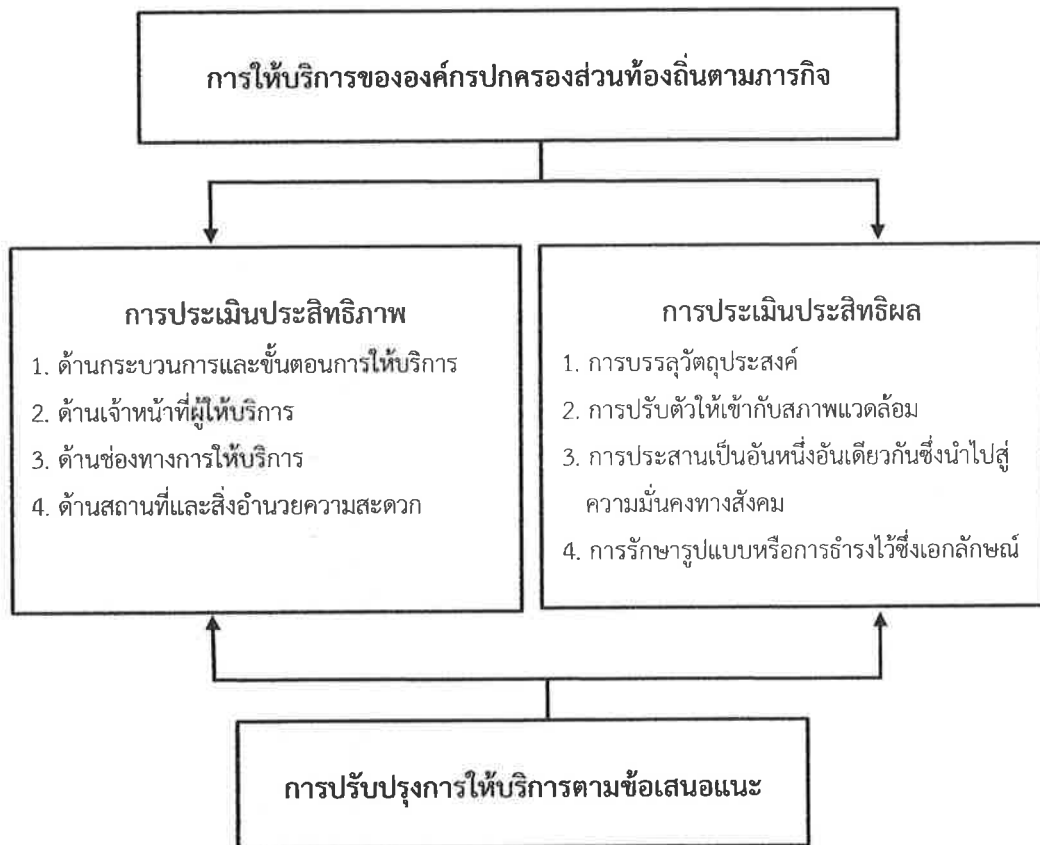 การให้บริการขององค์กรปกครองส่วนท้องถิ่นตามภารกิจ
การประเมินประสิทธิภาพ
1. ด้านกระบวนการและขั้นตอนการให้บริการ
2. ด้านเจ้าหน้าที่ผู้ให้บริการ
3. ด้านช่องทางการให้บริการ
4. ด้านสถานที่และสิ่งอำนวยความสะดวก
การประเมินประสิทธิผล
1. การบรรลุวัตถุประสงค์
2. การปรับตัวให้เข้ากับสภาพแวดล้อม
3. การประสานเป็นอันหนึ่งอันเดียวกันซึ่งนำไปสู่
ความมั่นคงทางสังคม
4. การรักษารูปแบบหรือการธำรงไว้ซึ่งเอกลักษณ์
การปรับปรุงการให้บริการตามข้อเสนอแนะ